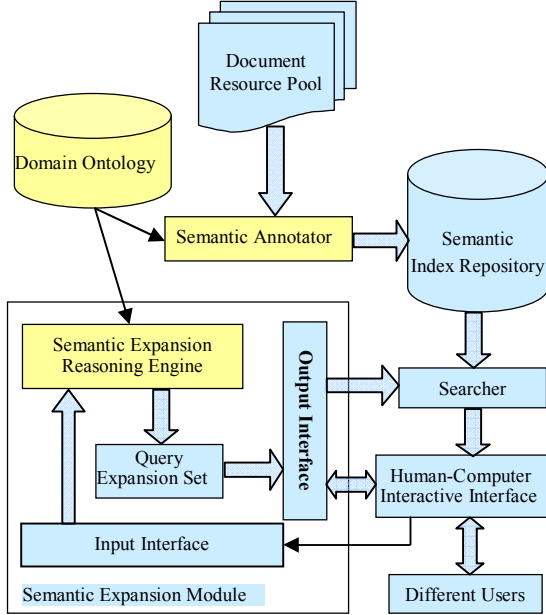 Document
Resource Pool
Domain Ontology
Semantic Annotator
Semantic
Index Repository
Semantic Expansion
Reasoning Engine
Output Interface
Searcher
Query
Expansion Set
Human-Computer
Interactive Interface
Input Interface
Semantic Expansion Module
Different Users